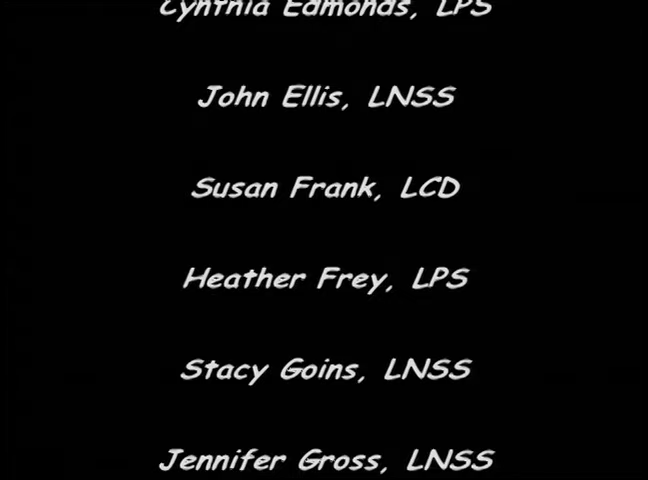 Cynthia Edmonds, LPS
John Ellis, LNSS
Susan Frank, LCD
Heather Frey, LPS
Stacy Goins, LNSS
Jennifer Gross, LNSS